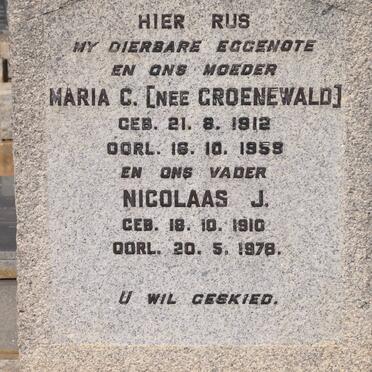 HIER RUS
MY DIERBARE EGGENOTE
EN ONS MOEDER
MARIA C. [NEE GROENEWALD]
GEB. 21. 8. 1912
OORL. 16. 10. 1959
EN ONS VADER
NICOLAAS J.
GEB. 18. 10. 1910
OORL. 20. 5. 1978.
U WIL GESKIED.